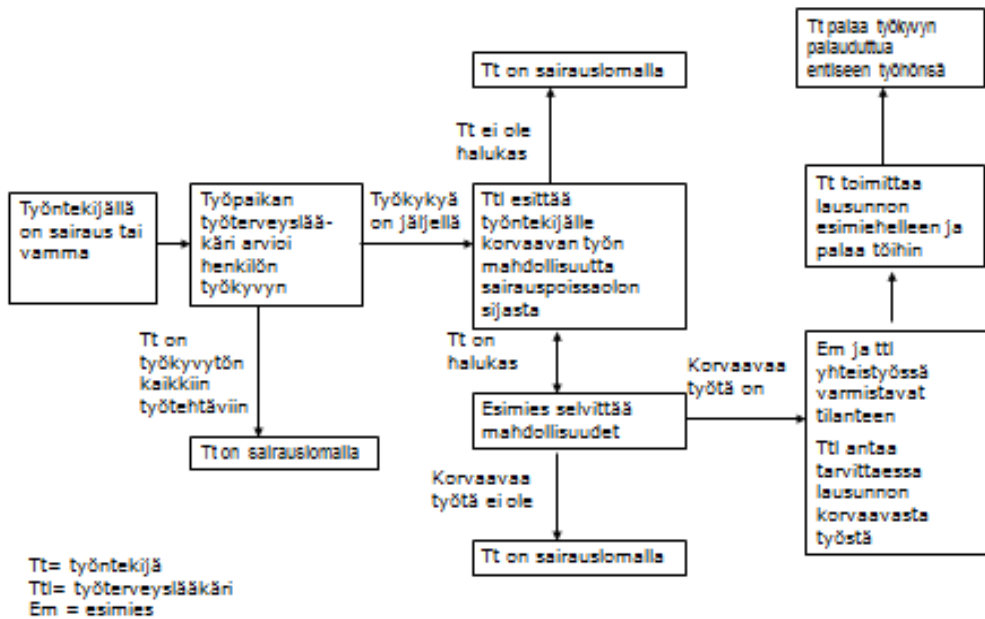 Tt palaa työkyvyn
palauduttua
entiseen työhönsä
Tt on sairauslomalla
Tt ei ole
halukas
Työntekijällä
on sairaus tai
vamma
Työpaikan
työterveyslää-
käri arvioi
henkilön
työkyvyn
Työkykyä
on jäljellä
Ttl esittää
työntekijälle
korvaavan työn
mahdollisuutta
sairauspoissaolon
sijasta
Tt toimittaa
lausunnon
esimiehelleen ja
palaa töihin
Tt on
työkyvytön
kaikkiin
työtehtäviin
Tt on
halukas
Korvaavaa
työtä on
Em ja ttl
yhteistyössä
varmistavat
tilanteen
Ttl antaa
tarvittaessa
lausunnon
korvaavasta
työstä
Esimies selvittää
mahdollisuudet
Tt on sairauslomalla
Korvaavaa
työtä ei ole
Tt on sairauslomalla
Tt= työntekijä
Ttl= työterveyslääkäri
Em = esimies